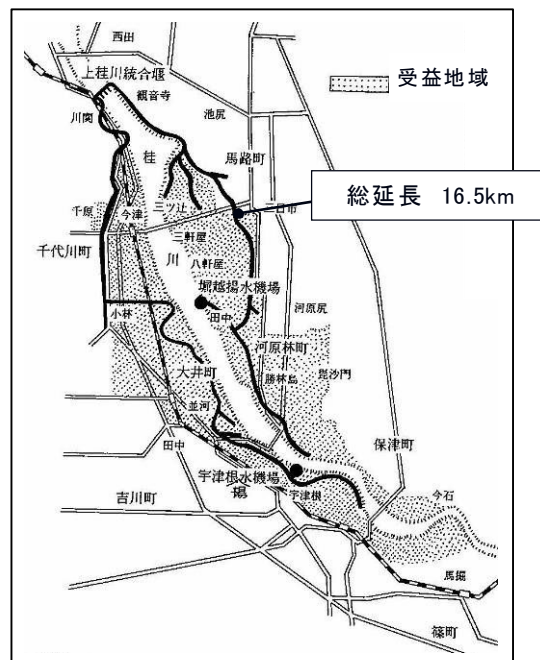 西田
上桂川統合堰
観音寺
川関
池尻
受益地域
桂
馬路町
総延長 16.5km
三ツ辻
千原
今津
二軒屋
千代川町
川
八軒屋
堀越揚水機場
小林
田中
河原尻
河原林町
毘沙門
大井町
勝林島
並河
保津町
田中
宇津根水機場
宇津根
今石
吉川町
馬堀
篠町